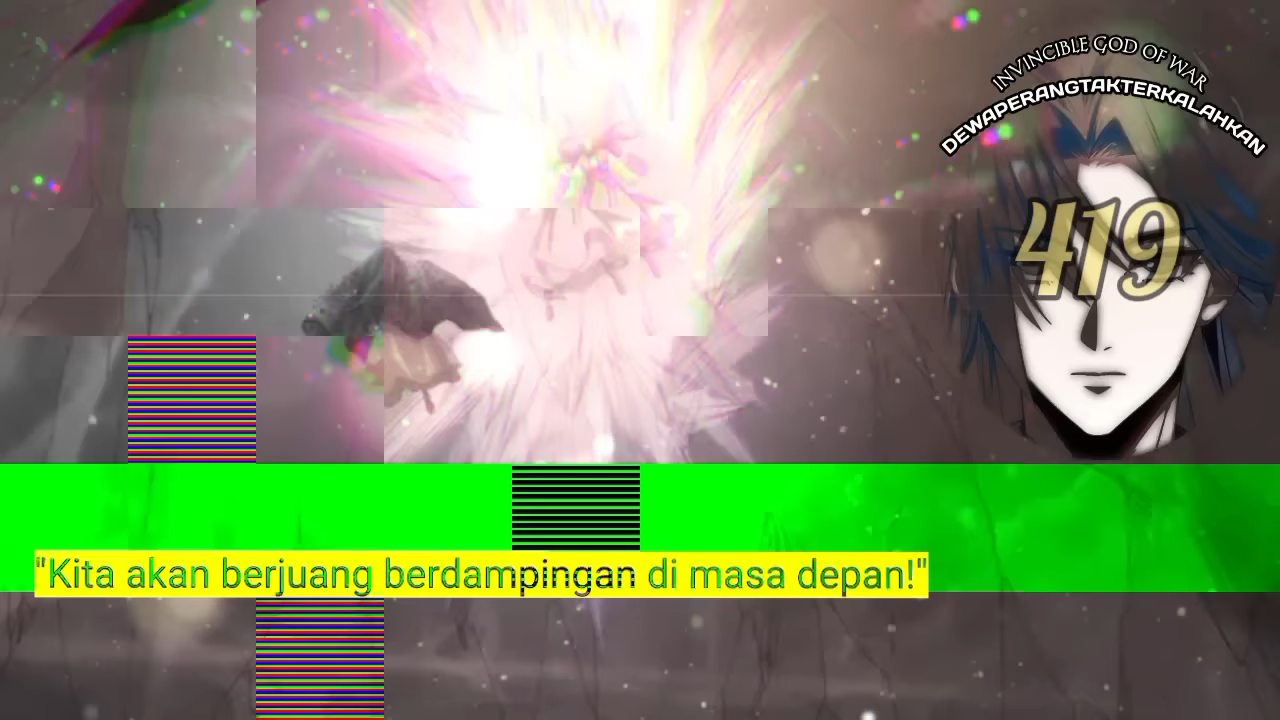 INVINCIBLE GOD OF WAR
DEWAPERANGTAKTERKALAHKAN
419
"Kita akan berjuang berdampingan di masa depan!"